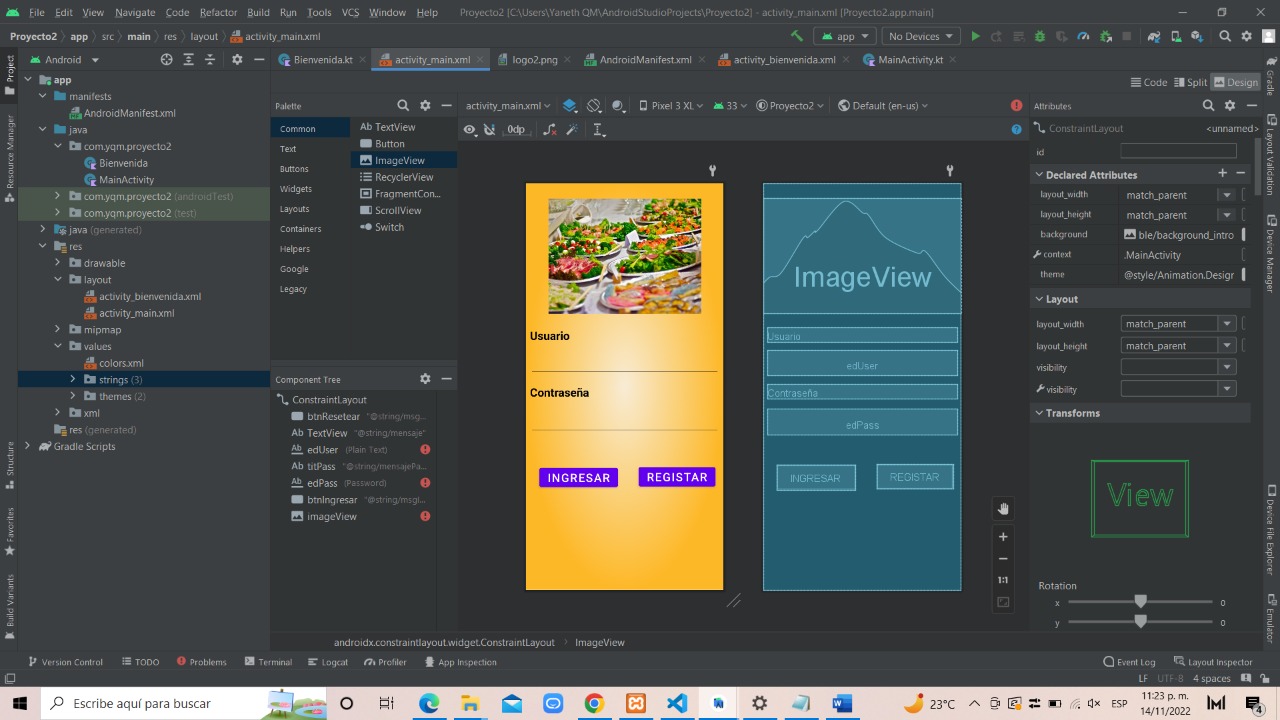 File Edit View Navigate Code Refactor Build Run Tools VCS Window Help Proyecto2 [C:\Users\Yanneth QM\AndroidStudioProjects\Proyecto2] - activity_main.xml [Proyecto2.app.main]
Proyecto2 > app > src > main > res > layout > activity_main.xml
app No Devices
Android
Bienvenida.kt activity_main.xml logo2.png AndroidManifest.xml activity_bienvenida.xml MainActivity.kt
Code Split Design
Project
Resource Manager
Structure
Favorites
Build Variants
app
manifests
AndroidManifest.xml
java
com.yqm.proyecto2
Bienvenida
MainActivity
com.yqm.proyecto2 (androidTest)
com.yqm.proyecto2 (test)
java (generated)
res
drawable
layout
activity_bienvenida.xml
activity_main.xml
mipmap
values
colors.xml
strings (3)
themes (2)
xml
res (generated)
Gradle Scripts
Palette
Common
Text
Buttons
Widgets
Layouts
Containers
Helpers
Google
Legacy
Ab TextView
Button
ImageView
RecyclerView
FragmentCon...
ScrollView
Switch
Component Tree
ConstraintLayout
btnResetear "@string/msg...
Ab TextView "@string/mensaje"
Ab edUser (Plain Text)
Ab titPass "@string/mensajePa...
Ab edPass (Password)
btnIngresar "@string/msgI...
imageView
activity_main.xml Pixel 3 XL 33 Proyecto2 Default (en-us)
0dp
Usuario
Contraseña
INGRESAR REGISTAR
ImageView
Usuario
edUser
Contraseña
edPass
INGRESAR REGISTAR
1:1
androidx.constraintlayout.widget.ConstraintLayout > ImageView
Attributes
ConstraintLayout <unnamed>
id
Declared Attributes
layout_width match_parent
layout_height match_parent
background ble/background_intro
context .MainActivity
theme @style/Animation.Desigr
Layout
layout_width match_parent
layout_height match_parent
visibility
visibility
Transforms
View
Rotation
x 0
y 0
Gradle
Layout Validation
Device Manager
Device File Explorer
Emulator
Version Control TODO Problems Terminal Logcat Profiler App Inspection Event Log Layout Inspector
LF UTF-8 4 spaces
Escribe aquí para buscar
23°C
11:23 p. m.
14/11/2022
4